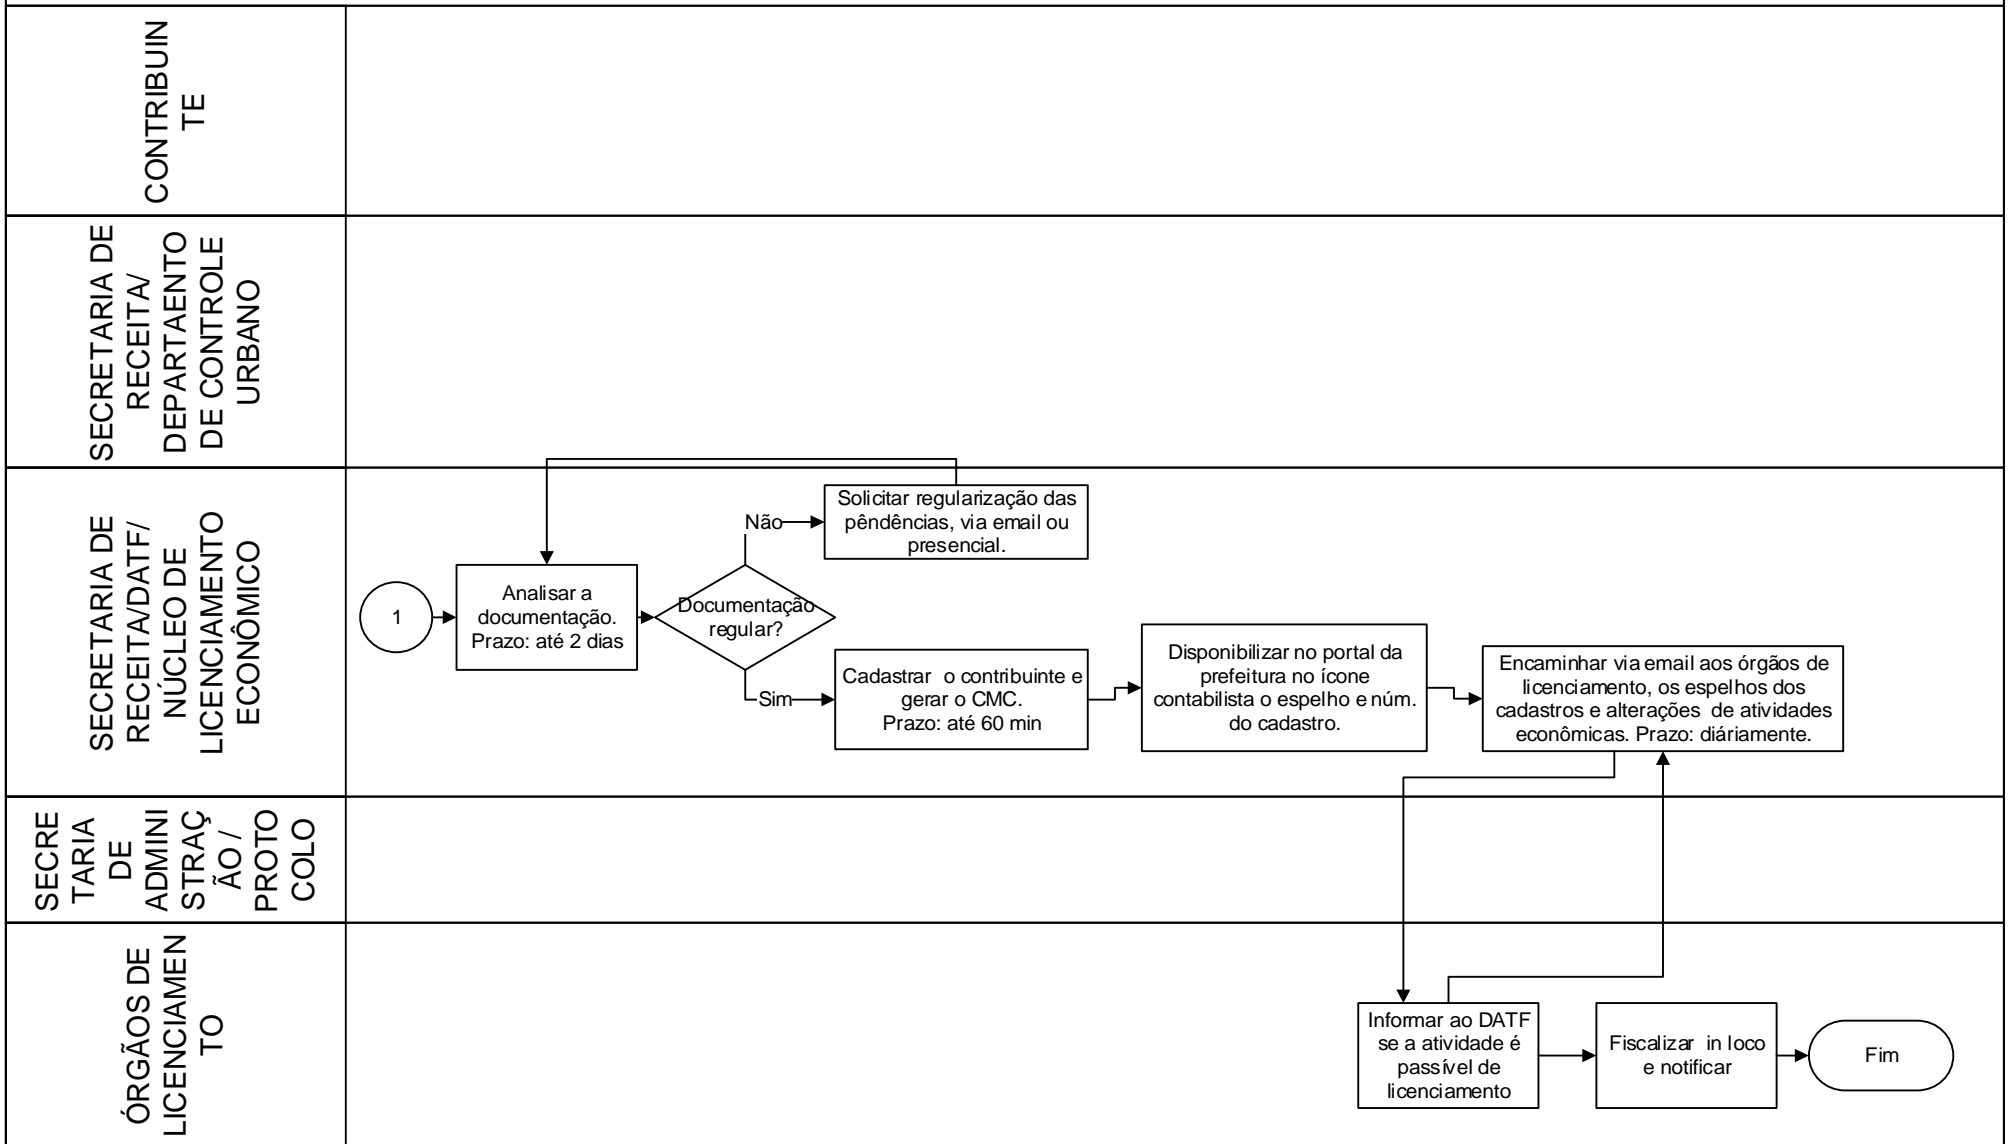 CONTRIBUIN
TE
SECRETARIA DE
RECEITA/
DEPARTAENTO
DE CONTROLE
URBANO
SECRETARIA DE
RECEITA/DATF/
NÚCLEO DE
LICENCIAMENTO
ECONÔMICO
1
Analisar a
documentação.
Prazo: até 2 dias
Documentação
regular?
Não
Solicitar regularização das
pêndências, via email ou
presencial.
Sim
Cadastrar o contribuinte e
gerar o CMC.
Prazo: até 60 min
Disponibilizar no portal da
prefeitura no ícone
contabilista o espelho e núm.
do cadastro.
Encaminhar via email aos órgãos de
licenciamento, os espelhos dos
cadastros e alterações de atividades
econômicas. Prazo: diáriamente.
SECRE
TARIA
DE
ADMINI
STRAÇ
ÃO /
PROTO
COLO
ÓRGÃOS DE
LICENCIAMEN
TO
Informar ao DATF
se a atividade é
passível de
licenciamento
Fiscalizar in loco
e notificar
Fim